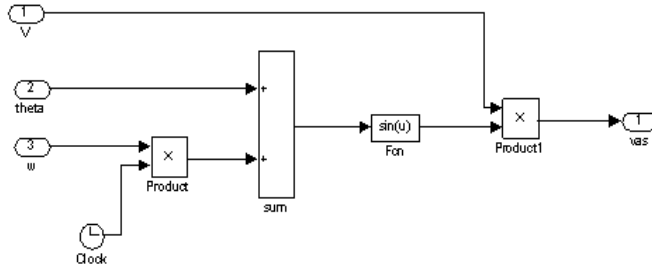 1
V
2
theta
3
w
×
Product
Clock
+
+
sum
sin(u)
Fcn
×
Product1
1
vas